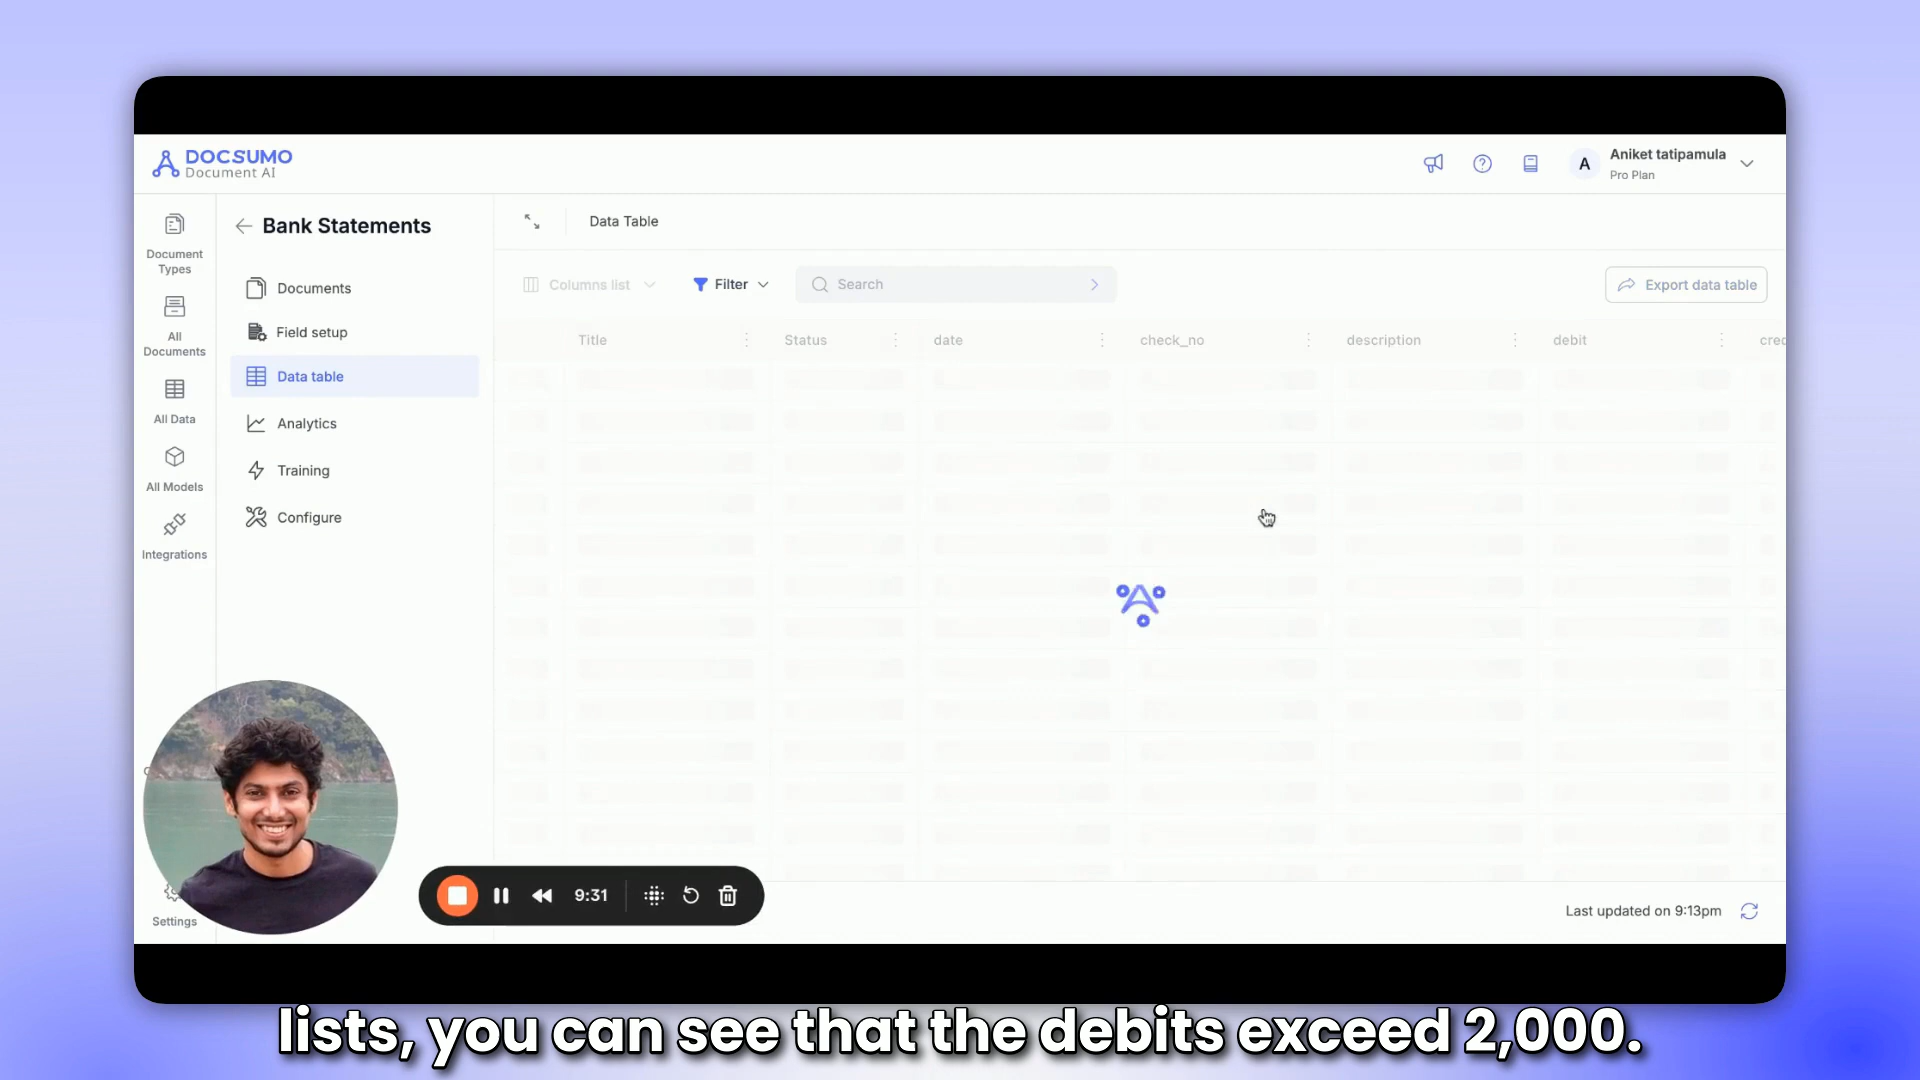 DOCSUMO
Document AI
A
Aniket tatipamula
Pro Plan
Document
Types
All
Documents
All Data
All Models
Integrations
Settings
Bank Statements
Documents
Field setup
Data table
Analytics
Training
Configure
Data Table
Columns list
Filter
Search
Export data table
Title
Status
date
check_no
description
debit
cred
9:31
Last updated on 9:13pm
lists, you can see that the debits exceed 2,000.